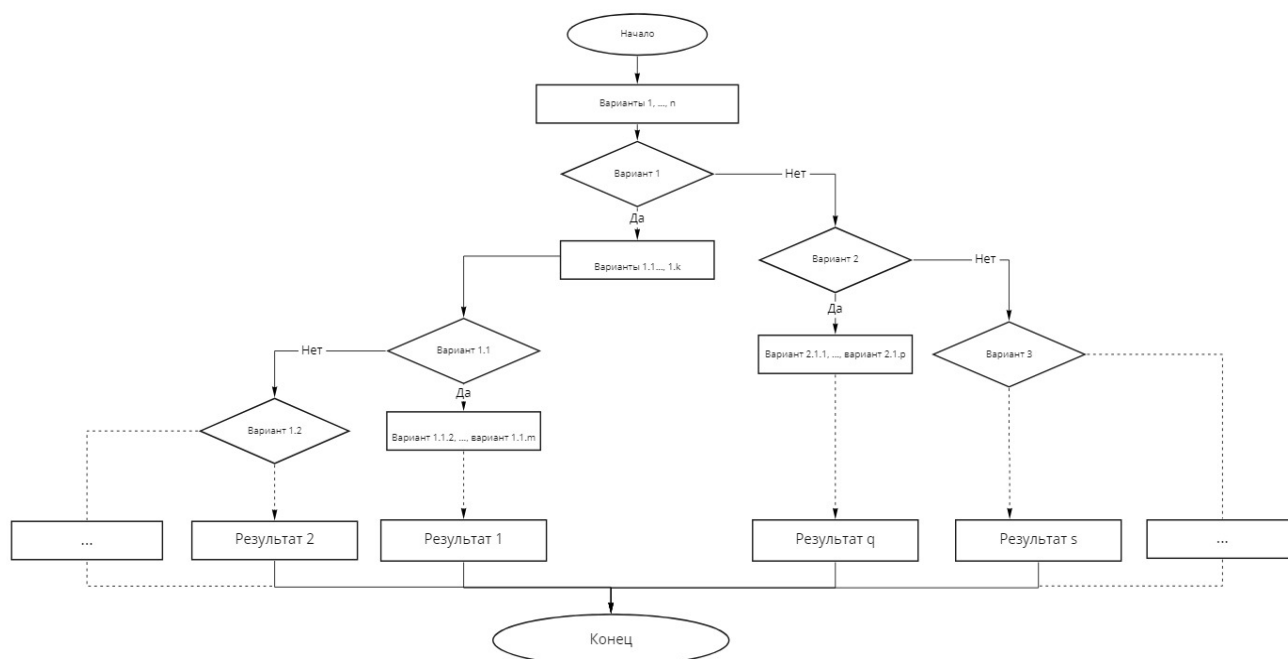 Начало
Варианты 1, ..., n
Вариант 1
Нет
Да
Варианты 1.1..., 1.k
Вариант 2
Нет
Да
Вариант 1.1
Нет
Вариант 2.1.1, ..., вариант 2.1.p
Вариант 3
Да
Вариант 1.2
Вариант 1.1.2, ..., вариант 1.1.m
...
Результат 2
Результат 1
Результат q
Результат s
...
Конец